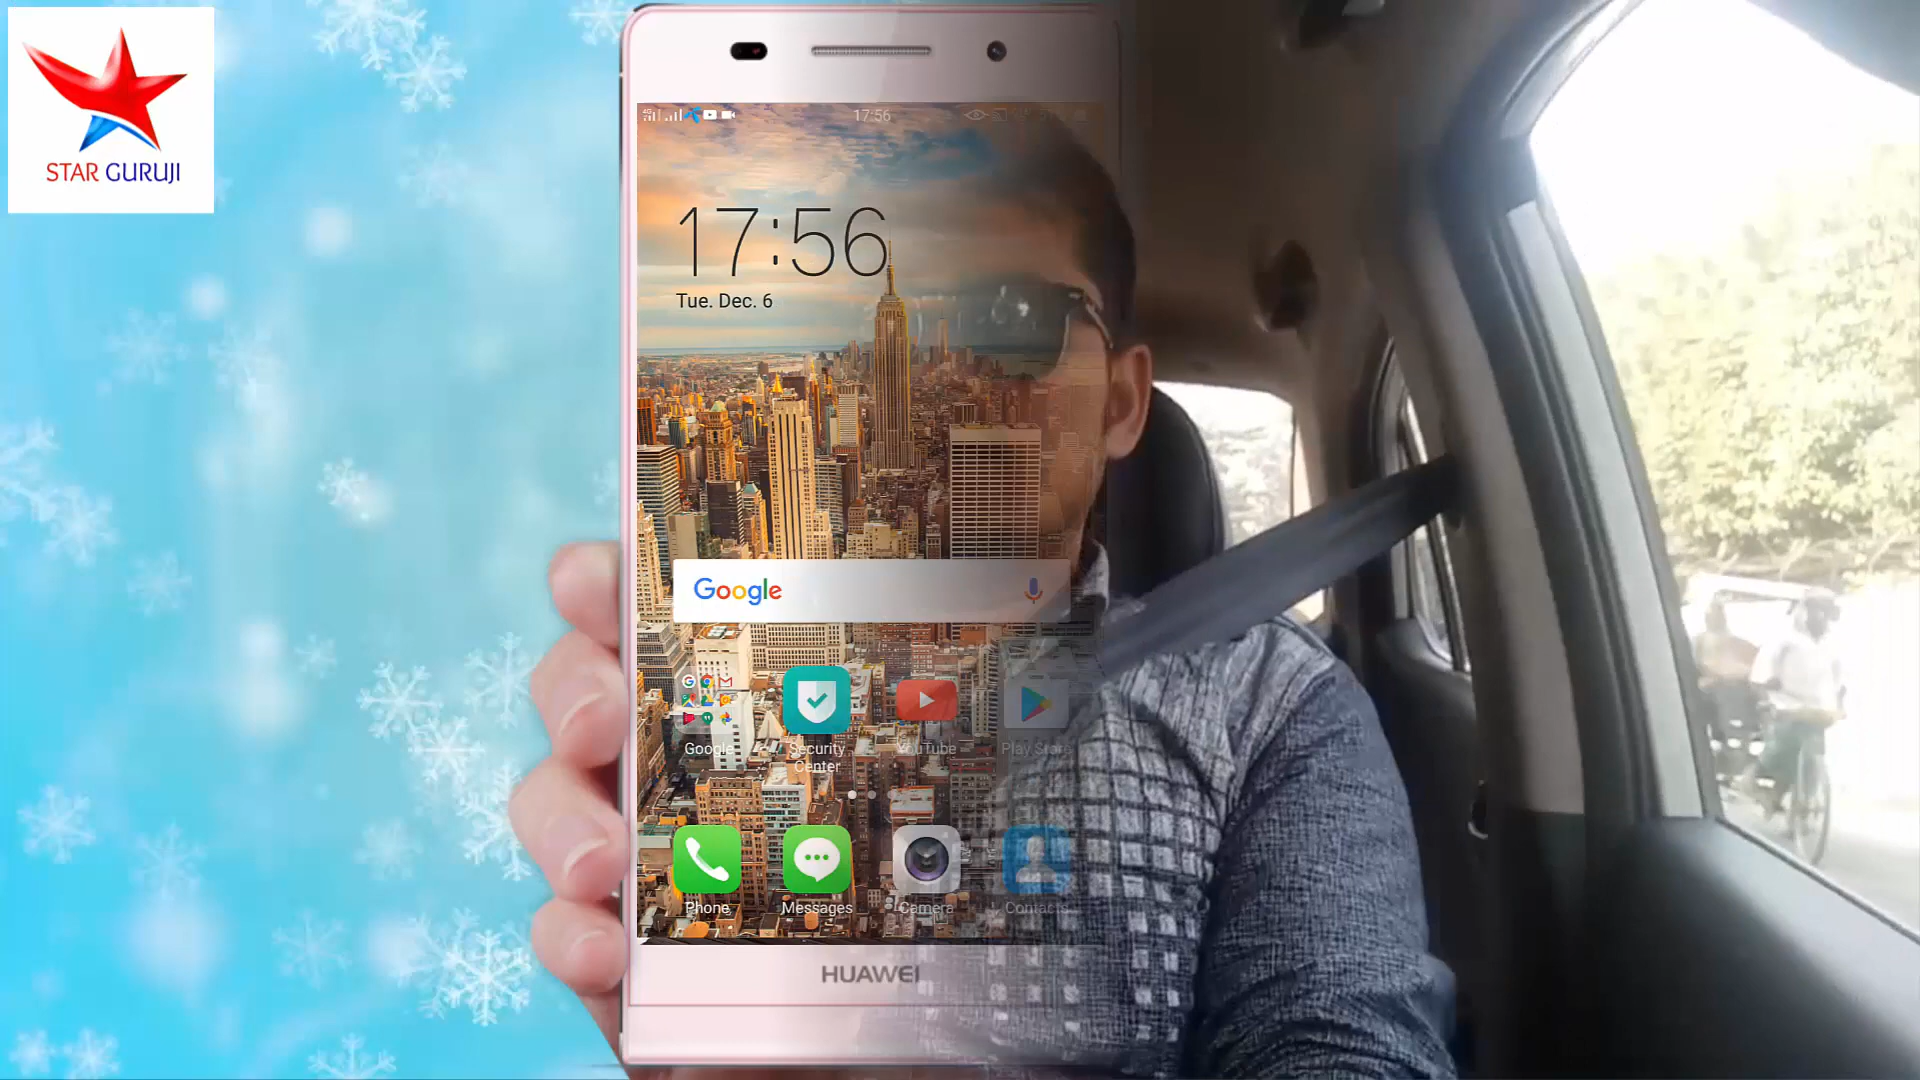 STAR GURUJI
4G
17:56
17:56
Tue. Dec. 6
Google
Google
Security
Center
YouTube
Play Store
Phone
Messages
Camera
Contacts
HUAWEI